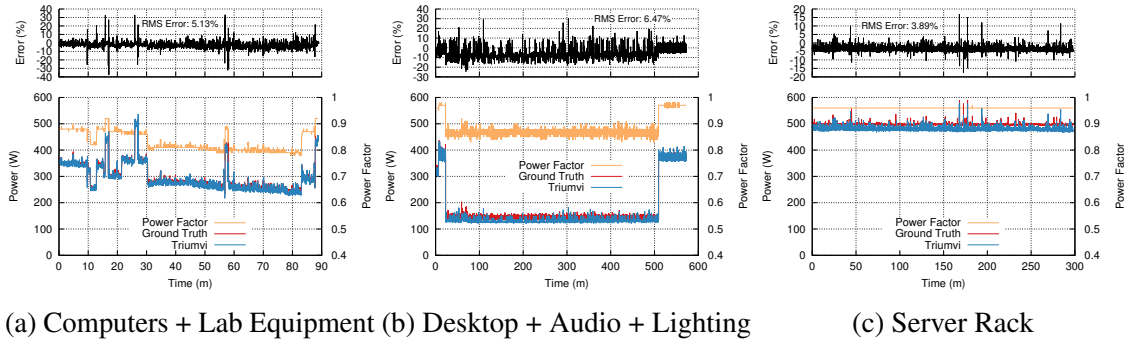 40
30
20
10
0
-10
-20
-30
-40
Error (%)
RMS Error: 5.13%
600
500
400
300
200
100
0
Power (W)
1
0.9
0.8
0.7
0.6
0.5
0.4
Power Factor
Power Factor
Ground Truth
Triumvi
0 10 20 30 40 50 60 70 80 90
Time (m)
40
30
20
10
0
-10
-20
30
Error (%)
RMS Error: 6.47%
600
500
400
300
200
100
0
Power (W)
1
0.9
0.8
0.7
0.6
0.5
0.4
Power Factor
Power Factor
Ground Truth
Triumvi
0 100 200 300 400 500 600
Time (m)
20
15
10
5
0
-5
-10
-15
-20
Error (%)
RMS Error: 3.89%
600
500
400
300
200
100
0
Power (W)
1
0.9
0.8
0.7
0.6
0.5
0.4
Power Factor
Power Factor
Ground Truth
Triumvi
0 50 100 150 200 250 300
Time (m)
(a) Computers + Lab Equipment (b) Desktop + Audio + Lighting (c) Server Rack